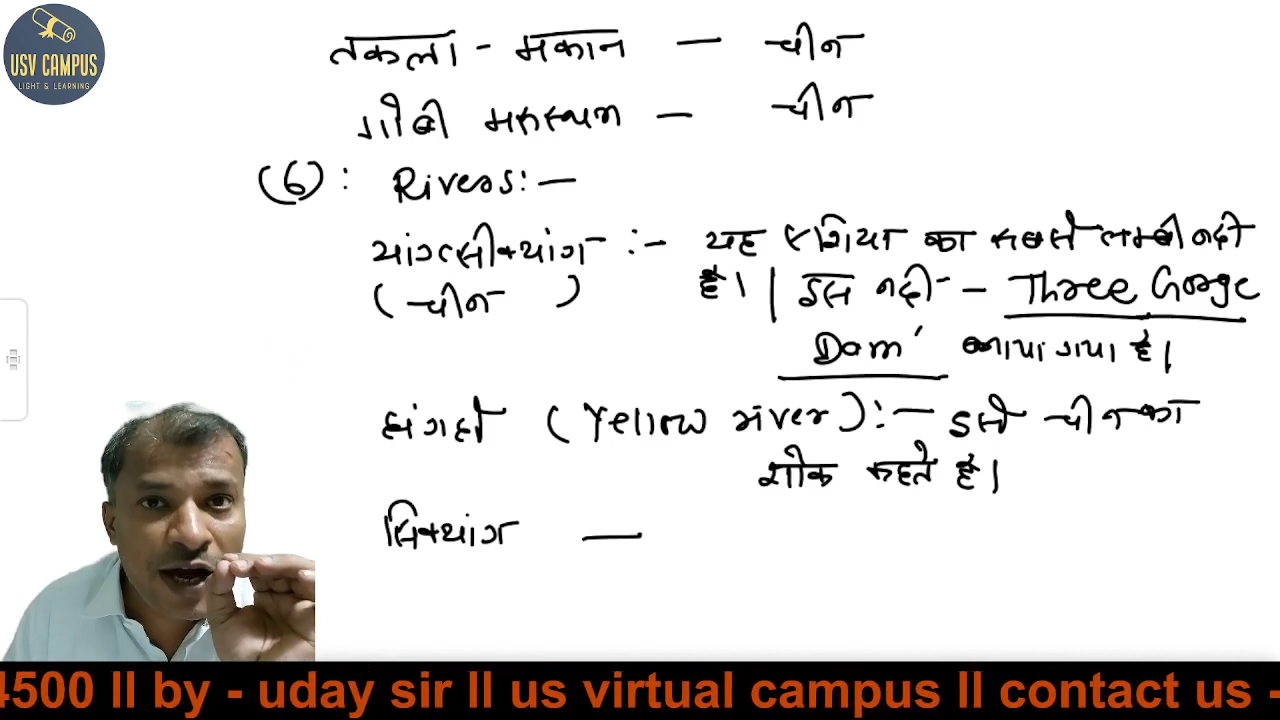 USV CAMPUS
LIGHT & LEARNING
तकला - मकान — चीन
गोबी मरुस्थल — चीन
(6) : Rivers :—
यांगत्सीक्यांग :— यह एशिया का सबसे लम्बी नदी
(चीन) है। इस नदी — Three Gorge
Dam' बनाया गया है।
ह्वांगहो (Yellow river) :— इसे चीन का
शोक कहते है।
सिक्यांग —
4500 ll by - uday sir ll us virtual campus ll contact us -